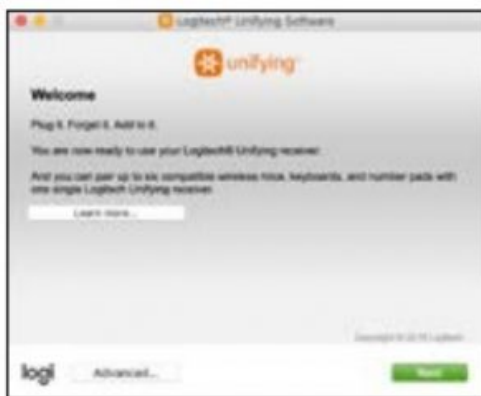 Logitech® Unifying Software
unifying™
Welcome
Plug it. Forget it. Add to it.
You are now ready to use your Logitech® Unifying receiver.
And you can pair up to six compatible wireless mice, keyboards, and number pads with
one single Logitech Unifying receiver.
Learn more...
logi
Advanced...
Next